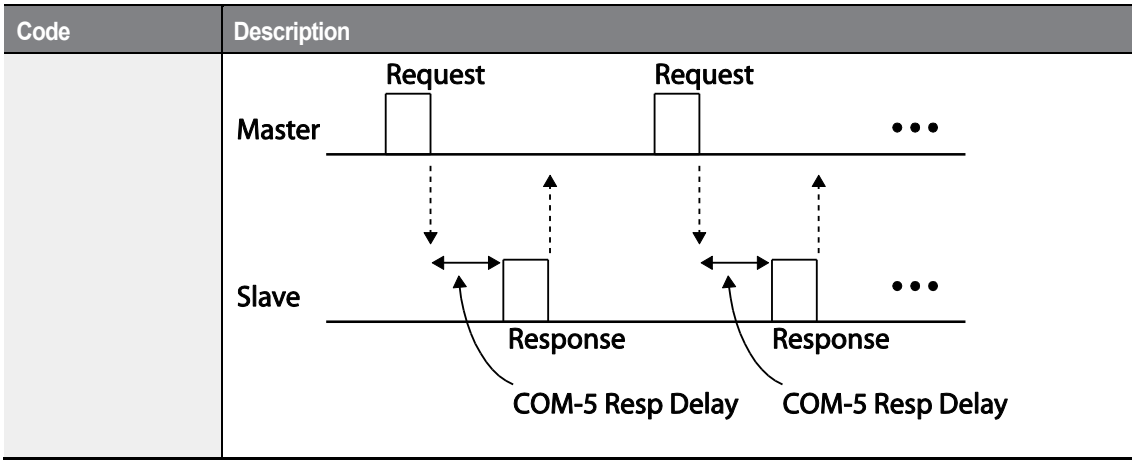 Code Description
Request Request
Master •••
Slave •••
Response Response
COM-5 Resp Delay COM-5 Resp Delay